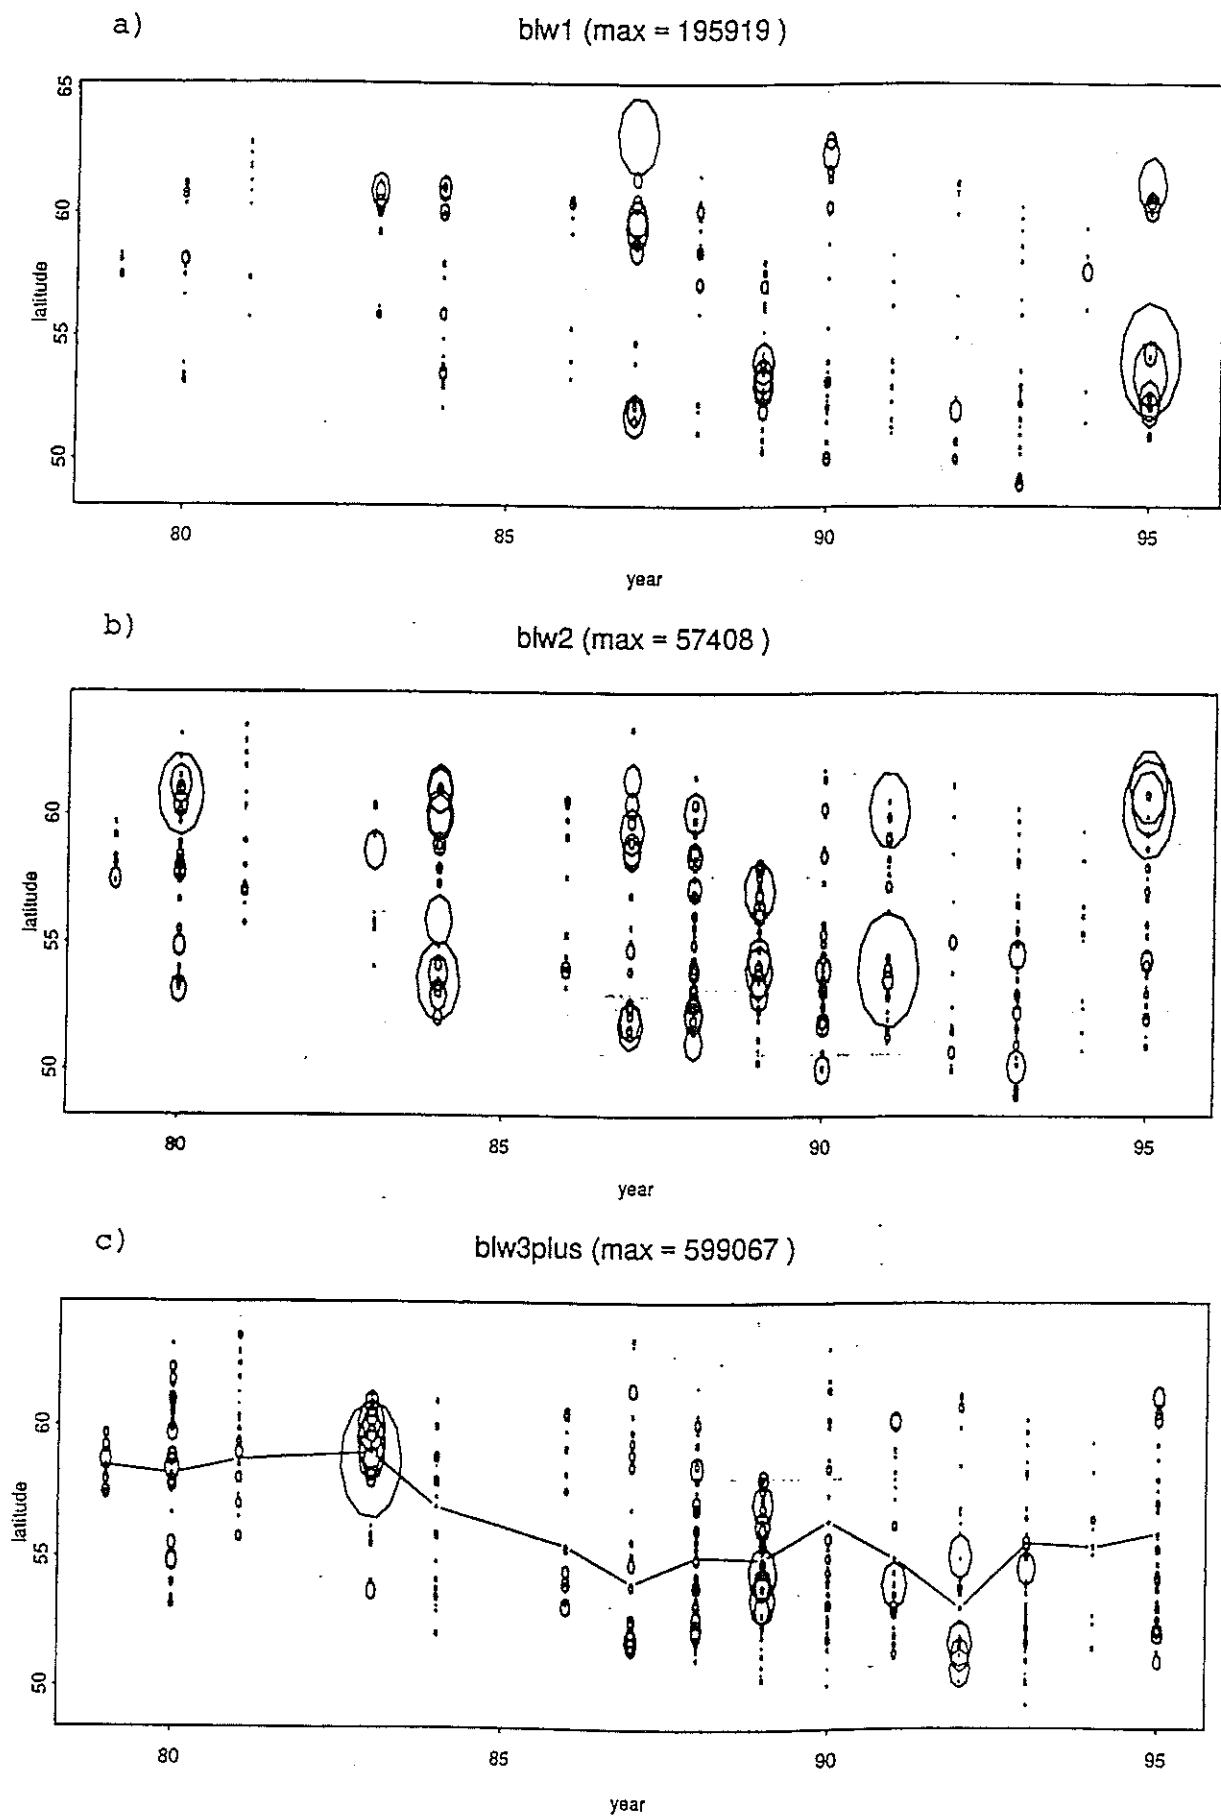 a)
blw1 (max = 195919 )
latitude
65
60
55
50
80 85 90 95
year
b)
blw2 (max = 57408 )
latitude
60
55
50
80 85 90 95
year
c)
blw3plus (max = 599067 )
latitude
60
55
50
80 85 90 95
year